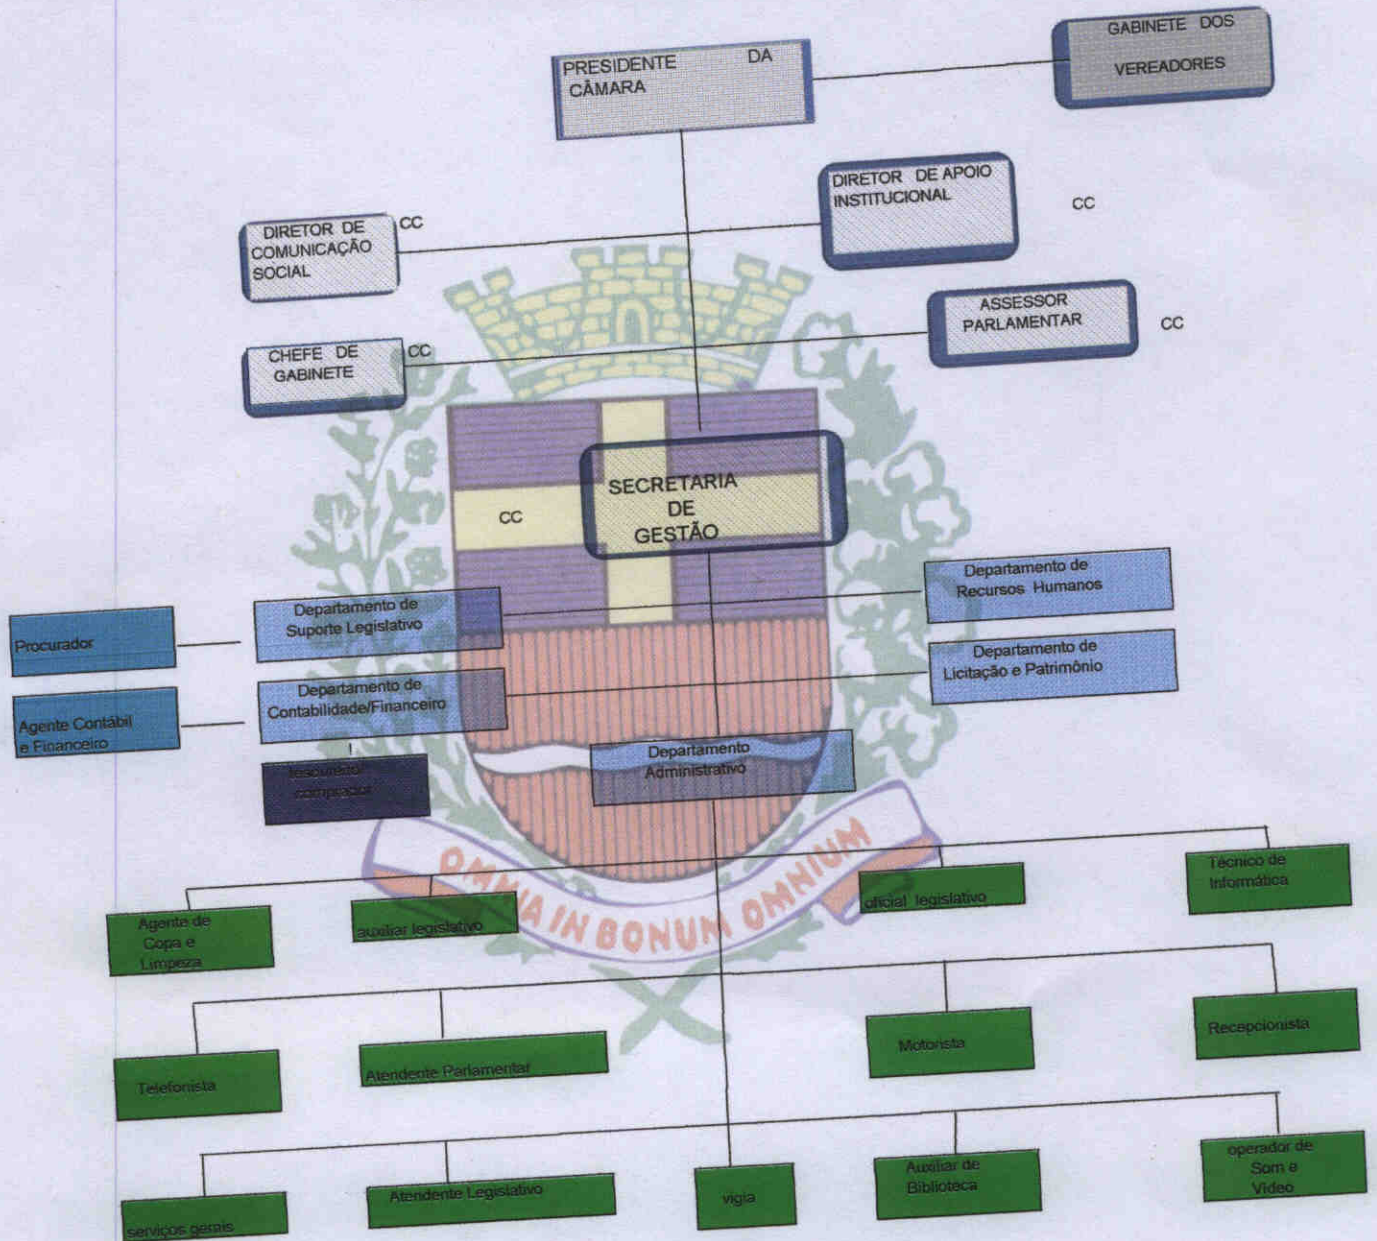 PRESIDENTE DA
CÂMARA
GABINETE DOS
VEREADORES
DIRETOR DE
COMUNICAÇÃO
SOCIAL
CC
DIRETOR DE APOIO
INSTITUCIONAL
CC
CHEFE DE
GABINETE
CC
ASSESSOR
PARLAMENTAR
CC
CC
SECRETARIA
DE
GESTÃO
Procurador
Departamento de
Suporte Legislativo
Departamento de
Recursos Humanos
Agente Contábil
e Financeiro
Departamento de
Contabilidade/Financeiro
Departamento de
Licitação e Patrimônio
comprador
Departamento
Administrativo
OMNIA IN BONUM OMNIUM
Agente de
Copa e
Limpeza
auxiliar legislativo
oficial legislativo
Técnico de
Informática
Telefonista
Atendente Parlamental
Motorista
Recepcionista
serviços gerais
Atendente Legislativo
vigia
Auxiliar de
Biblioteca
operador de
Som e
Vídeo